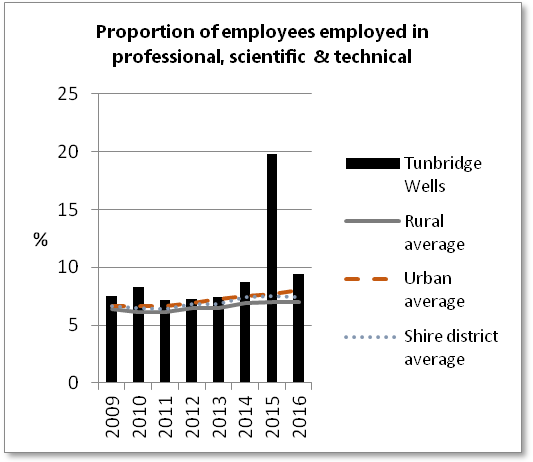 Proportion of employees employed in
professional, scientific & technical
25
20
15
10
5
0
%
2009
2010
2011
2012
2013
2014
2015
2016
Tunbridge
Wells
Rural
average
Urban
average
Shire district
average